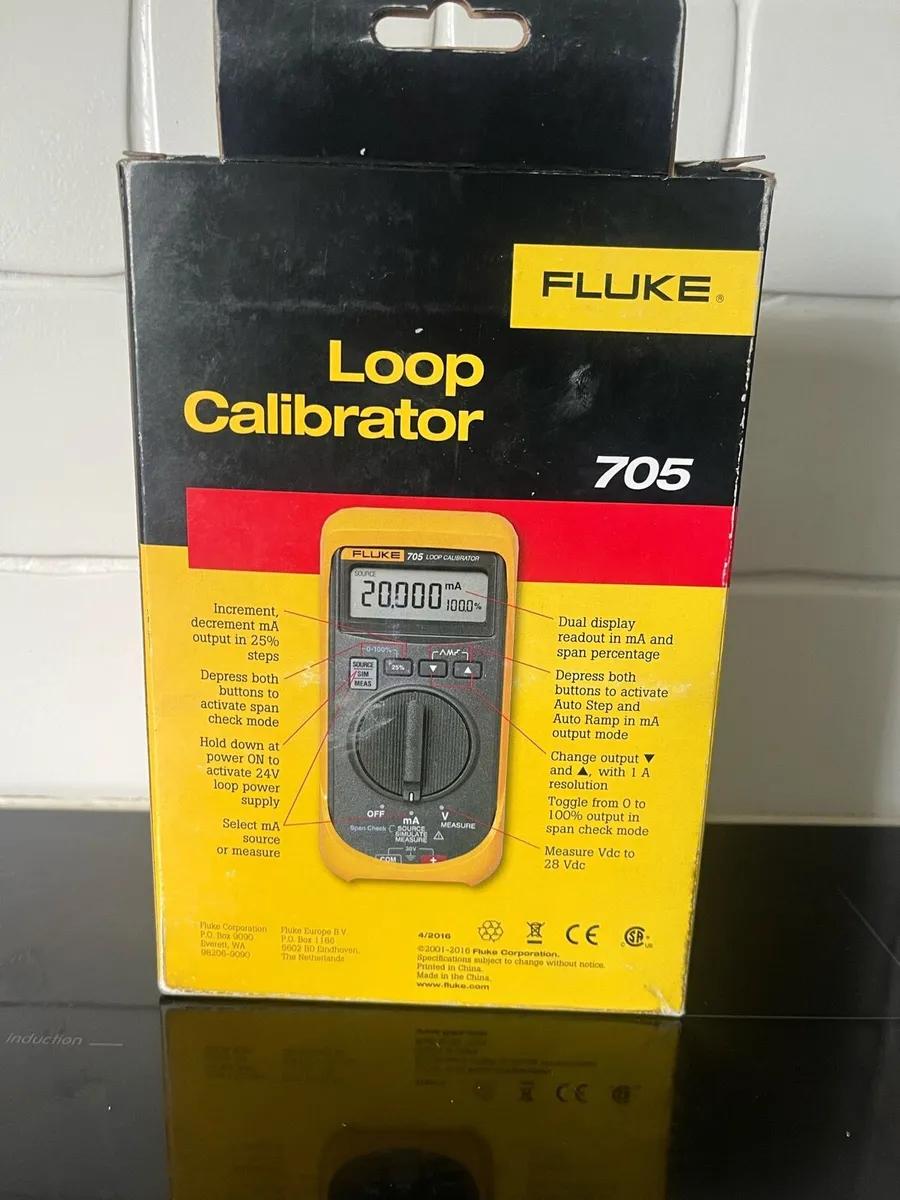 FLUKE®
Loop
Calibrator
705
FLUKE 705 LOOP CALIBRATOR
SOURCE
20.000 mA
100.0%
0-100%
SOURCE
SIM
MEAS
25%
▼
▲
OFF
mA
SOURCE
SIMULATE
MEASURE
V
MEASURE
Span Check
30V
COM
+
Increment,
decrement mA
output in 25%
steps
Depress both
buttons to
activate span
check mode
Hold down at
power ON to
activate 24V
loop power
supply
Select mA
source
or measure
Dual display
readout in mA and
span percentage
Depress both
buttons to activate
Auto Step and
Auto Ramp in mA
output mode
Change output ▼
and ▲, with 1 A
resolution
Toggle from 0 to
100% output in
span check mode
Measure Vdc to
28 Vdc
Fluke Corporation
P.O. Box 9090
Everett, WA
98206-9090
Fluke Europe B.V.
P.O. Box 1186
5602 BD Eindhoven,
The Netherlands
4/2016
CE
C SA US
©2001-2016 Fluke Corporation.
Specifications subject to change without notice.
Printed in China.
Made in the China.
www.fluke.com
Induction